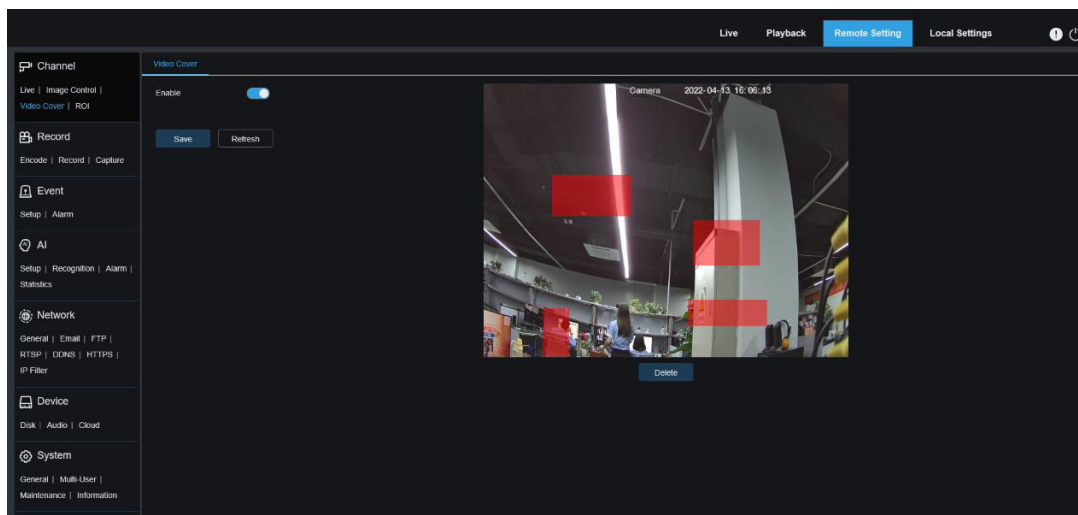 Live Playback Remote Setting Local Settings
Channel
Live | Image Control |
Video Cover | ROI
Record
Encode | Record | Capture
Event
Setup | Alarm
AI
Setup | Recognition | Alarm |
Statistics
Network
General | Email | FTP |
RTSP | DDNS | HTTPS |
IP Filter
Device
Disk | Audio | Cloud
System
General | Multi-User |
Maintenance | Information
Video Cover
Enable
Save Refresh
Camera 2022-04-13 16:06:13
Delete